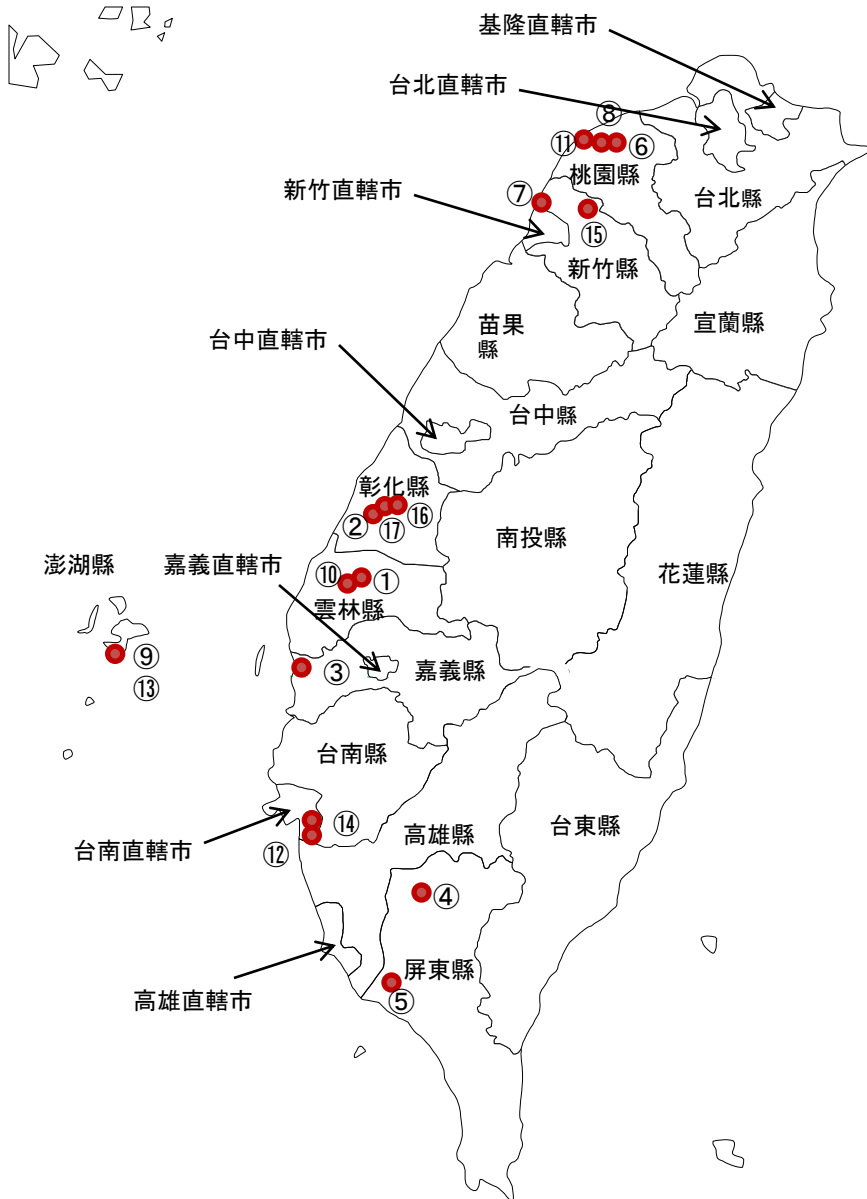 基隆直轄市
台北直轄市
⑧
⑪
⑥
桃園縣
新竹直轄市
⑦
台北縣
⑮
新竹縣
苗果
縣
宜蘭縣
台中直轄市
台中縣
彰化縣
②
⑰
⑯
南投縣
澎湖縣
嘉義直轄市
⑩
①
花蓮縣
雲林縣
⑨
⑬
③
嘉義縣
台南縣
⑭
台南直轄市
⑫
高雄縣
台東縣
④
屏東縣
高雄直轄市
⑤